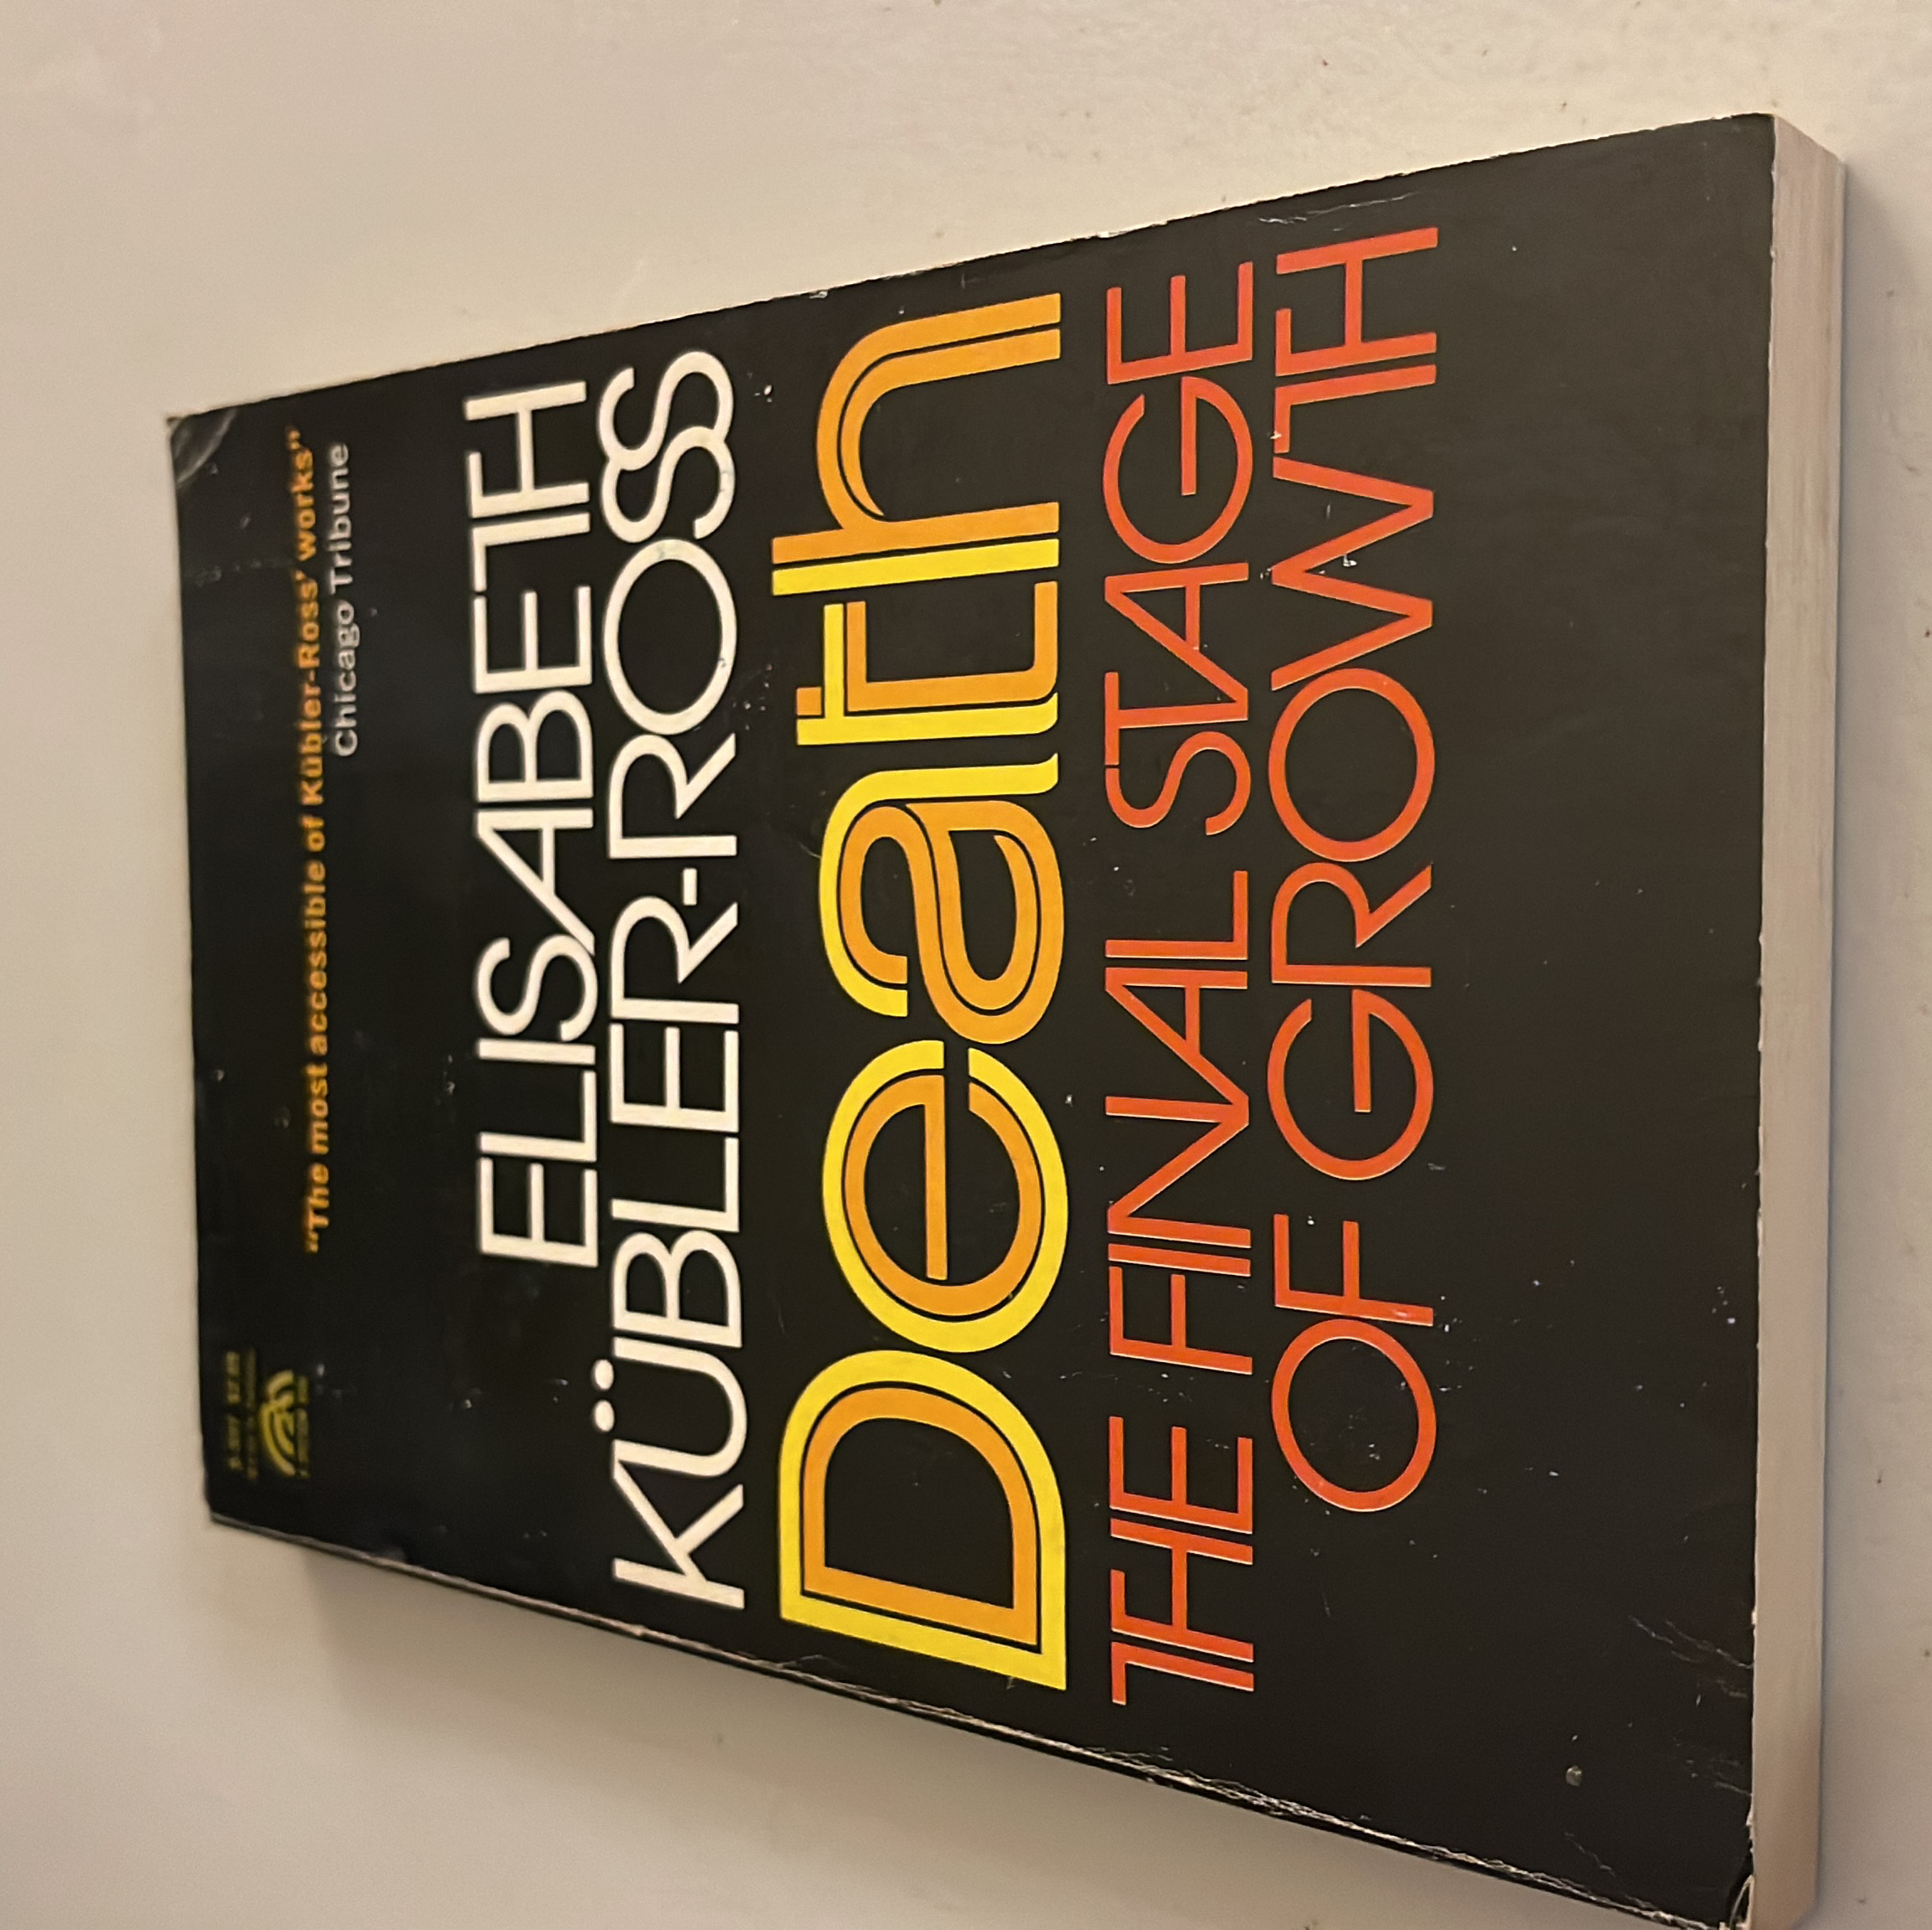 "The most accessible of Kübler-Ross' works"
Chicago Tribune
ELISABETH
KÜBLER-ROSS
Death
THE FINAL STAGE
OF GROWTH